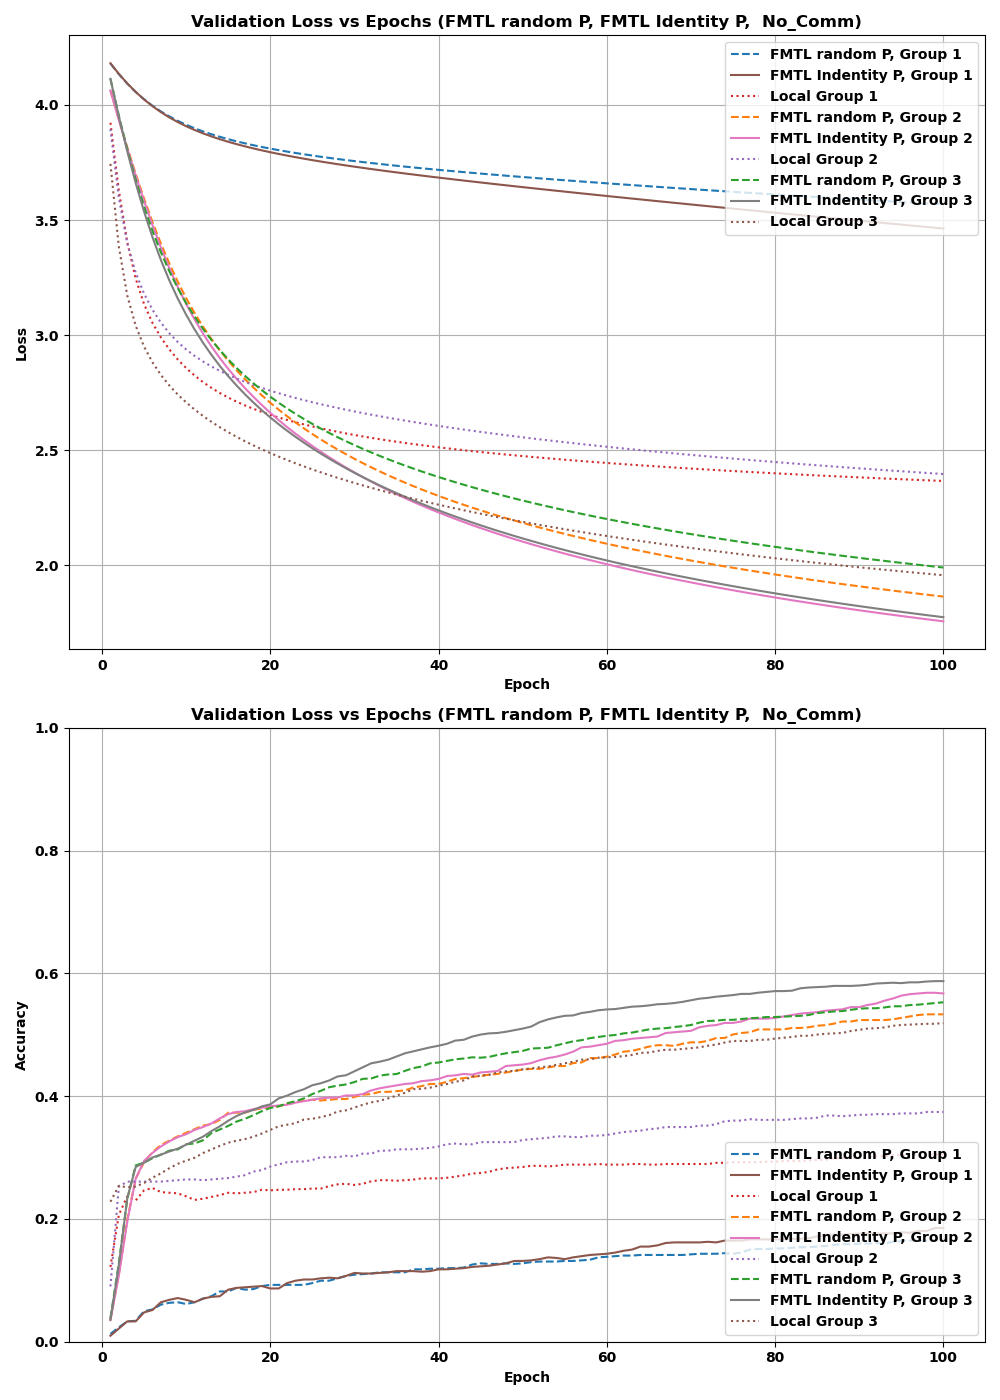 Validation Loss vs Epochs (FMTL random P, FMTL Identity P,  No_Comm)
FMTL random P, Group 1
FMTL Indentity P, Group 1
Local Group 1
FMTL random P, Group 2
FMTL Indentity P, Group 2
Local Group 2
FMTL random P, Group 3
FMTL Indentity P, Group 3
Local Group 3
4.0
3.5
3.0
2.5
2.0
Loss
0 20 40 60 80 100
Epoch
Validation Loss vs Epochs (FMTL random P, FMTL Identity P,  No_Comm)
1.0
0.8
0.6
0.4
0.2
0.0
Accuracy
FMTL random P, Group 1
FMTL Indentity P, Group 1
Local Group 1
FMTL random P, Group 2
FMTL Indentity P, Group 2
Local Group 2
FMTL random P, Group 3
FMTL Indentity P, Group 3
Local Group 3
0 20 40 60 80 100
Epoch